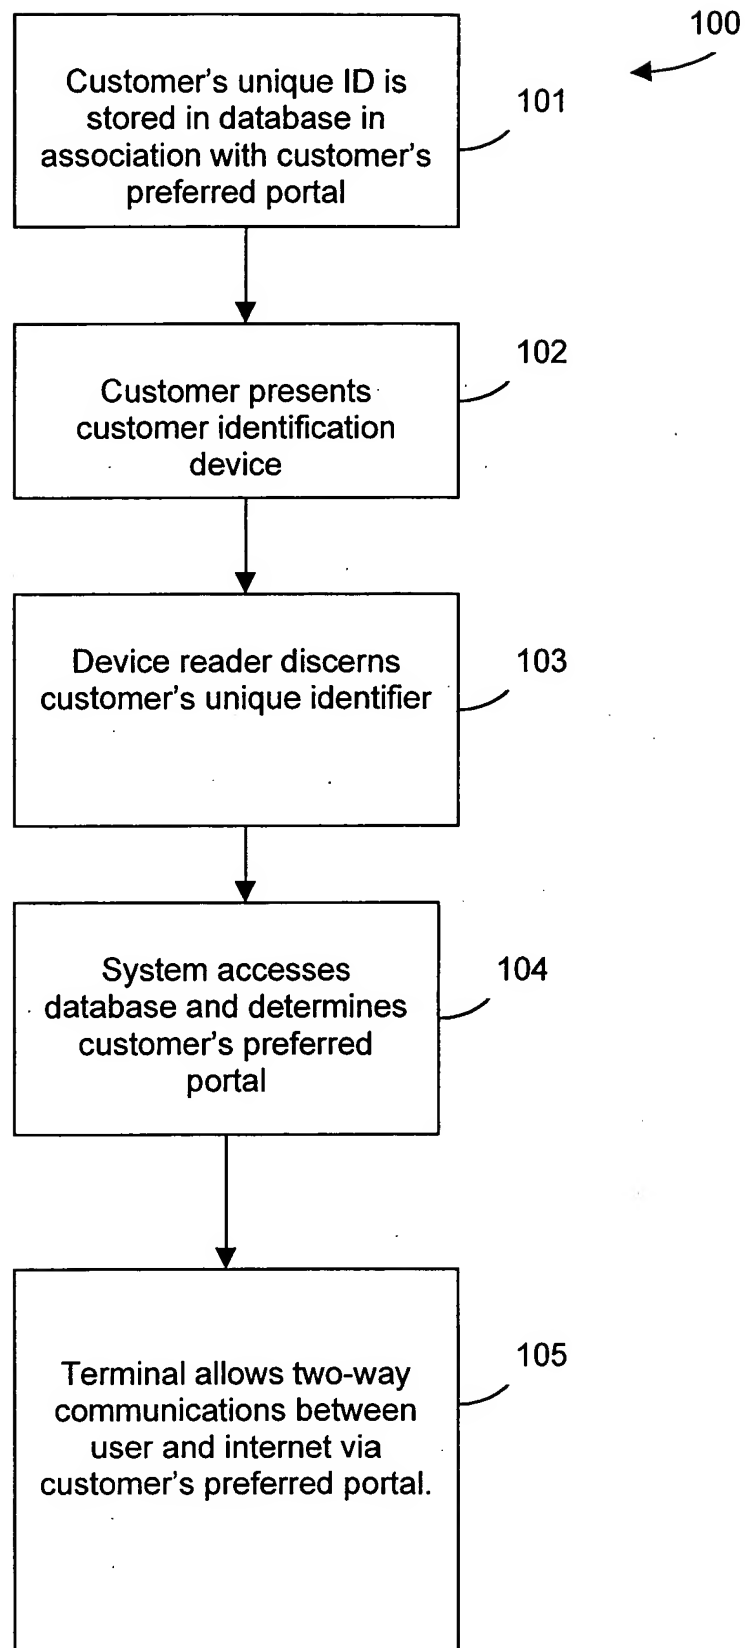 100
Customer's unique ID is
stored in database in
association with customer's
preferred portal
101
Customer presents
customer identification
device
102
Device reader discerns
customer's unique identifier
103
System accesses
database and determines
customer's preferred
portal
104
Terminal allows two-way
communications between
user and internet via
customer's preferred portal.
105